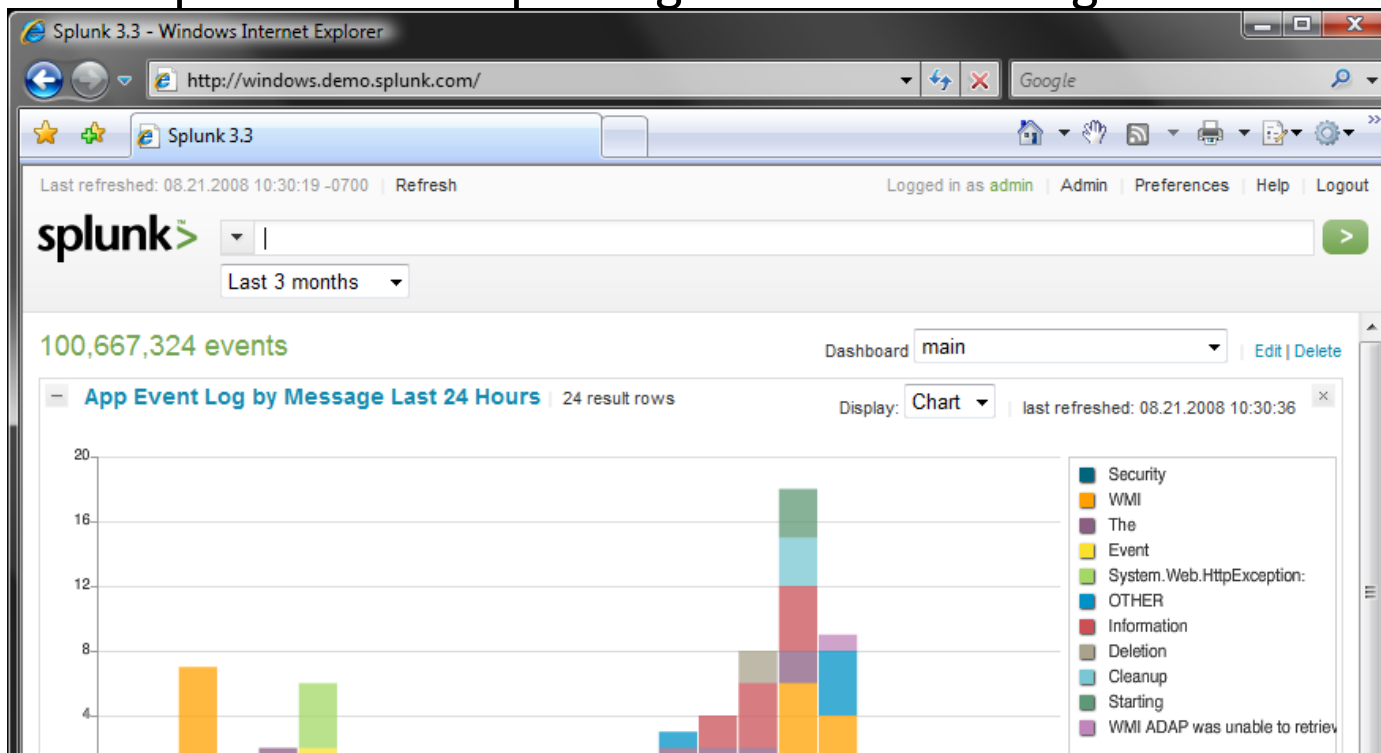 Splunk 3.3 - Windows Internet Explorer
http://windows.demo.splunk.com/ Google
Splunk 3.3
Last refreshed: 08.21.2008 10:30:19 -0700 | Refresh Logged in as admin | Admin | Preferences | Help | Logout
splunk> >
Last 3 months
100,667,324 events Dashboard main | Edit | Delete
App Event Log by Message Last 24 Hours | 24 result rows Display: Chart | last refreshed: 08.21.2008 10:30:36
20
16
12
8
4
Security
WMI
The
Event
System.Web.HttpException:
OTHER
Information
Deletion
Cleanup
Starting
WMI ADAP was unable to retriev